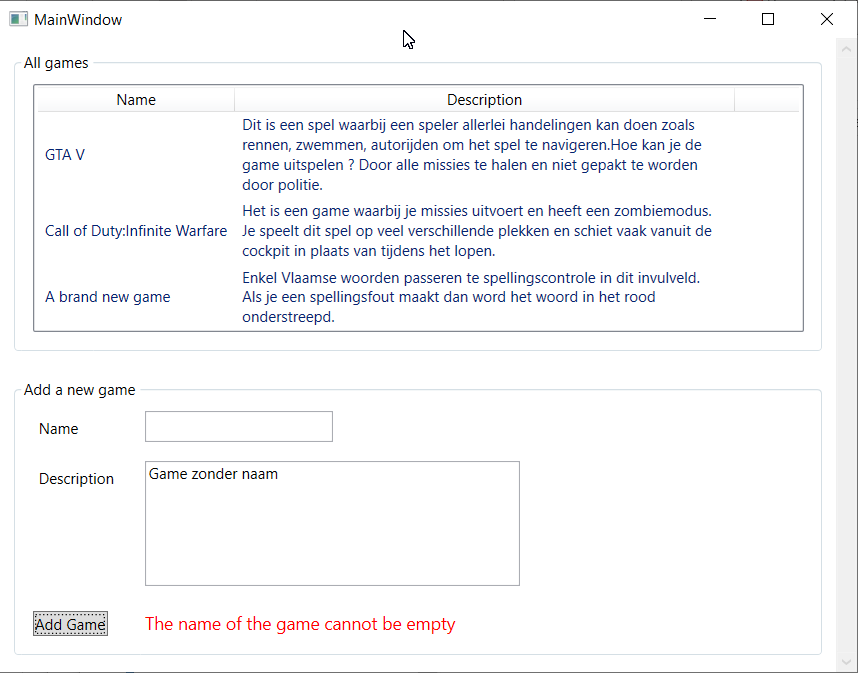 MainWindow
All games
Name Description
GTA V
Dit is een spel waarbij een speler allerlei handelingen kan doen zoals
rennen, zwemmen, autorijden om het spel te navigeren.Hoe kan je de
game uitspelen ? Door alle missies te halen en niet gepakt te worden
door politie.
Call of Duty:Infinite Warfare
Het is een game waarbij je missies uitvoert en heeft een zombiemodus.
Je speelt dit spel op veel verschillende plekken en schiet vaak vanuit de
cockpit in plaats van tijdens het lopen.
A brand new game
Enkel Vlaamse woorden passeren te spellingscontrole in dit invulveld.
Als je een spellingsfout maakt dan word het woord in het rood
onderstreepd.
Add a new game
Name
Description
Game zonder naam
Add Game
The name of the game cannot be empty